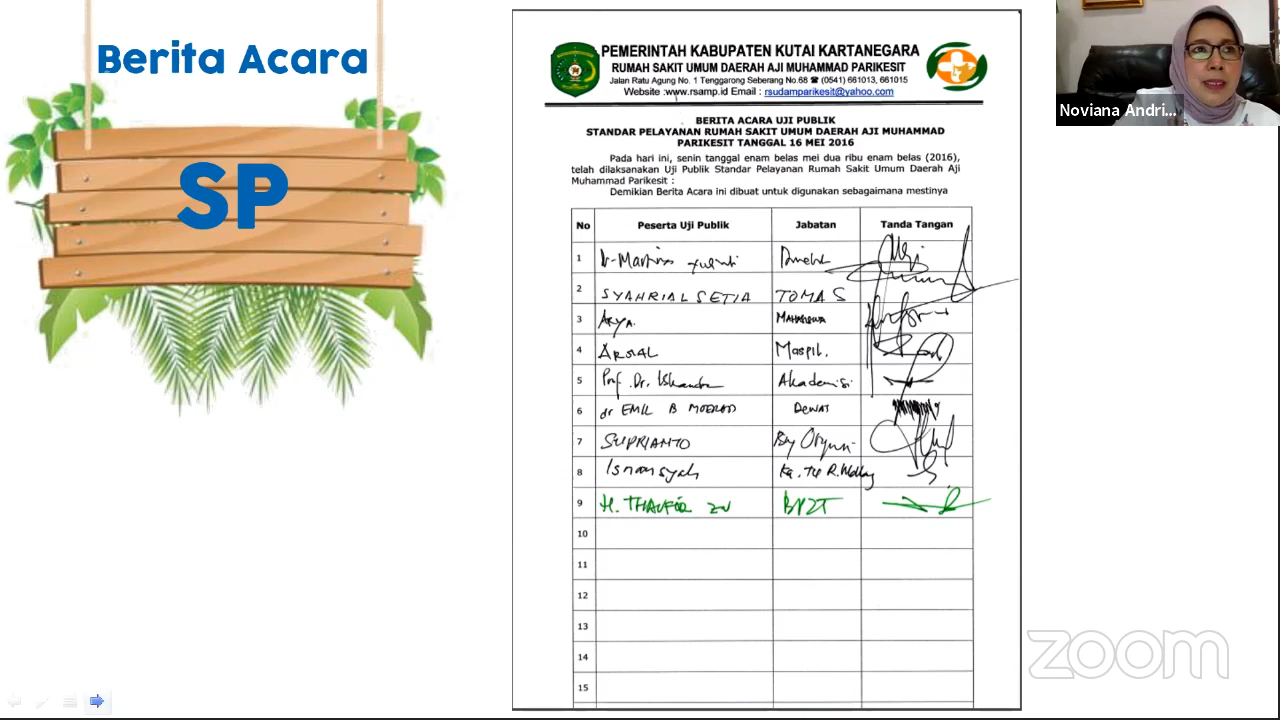 Berita Acara
SP
PEMERINTAH KABUPATEN KUTAI KARTANEGARA
RUMAH SAKIT UMUM DAERAH AJI MUHAMMAD PARIKESIT
Jalan Ratu Agung No. 1 Tenggarong Seberang No.68 ☎ (0541) 661013, 661015
Website :www.rsamp.id Email : rsudamparikesit@yahoo.com
BERITA ACARA UJI PUBLIK
STANDAR PELAYANAN RUMAH SAKIT UMUM DAERAH AJI MUHAMMAD
PARIKESIT TANGGAL 16 MEI 2016
Pada hari ini, senin tanggal enam belas mei dua ribu enam belas (2016),
telah dilaksanakan Uji Publik Standar Pelayanan Rumah Sakit Umum Daerah Aji
Muhammad Parikesit :
Demikian Berita Acara ini dibuat untuk digunakan sebagaimana mestinya
No Peserta Uji Publik Jabatan Tanda Tangan
1
2 SYAHRIAL SETIA TOMAS
3 ARYA. MAHASISWA
4
5 Prof. Dr. Akademisi
6 dr EMIL B DEWAS
7 SUPRIANTO
8 Ismansyah
9 H.
10
11
12
13
14
15
Noviana Andri...
zoom